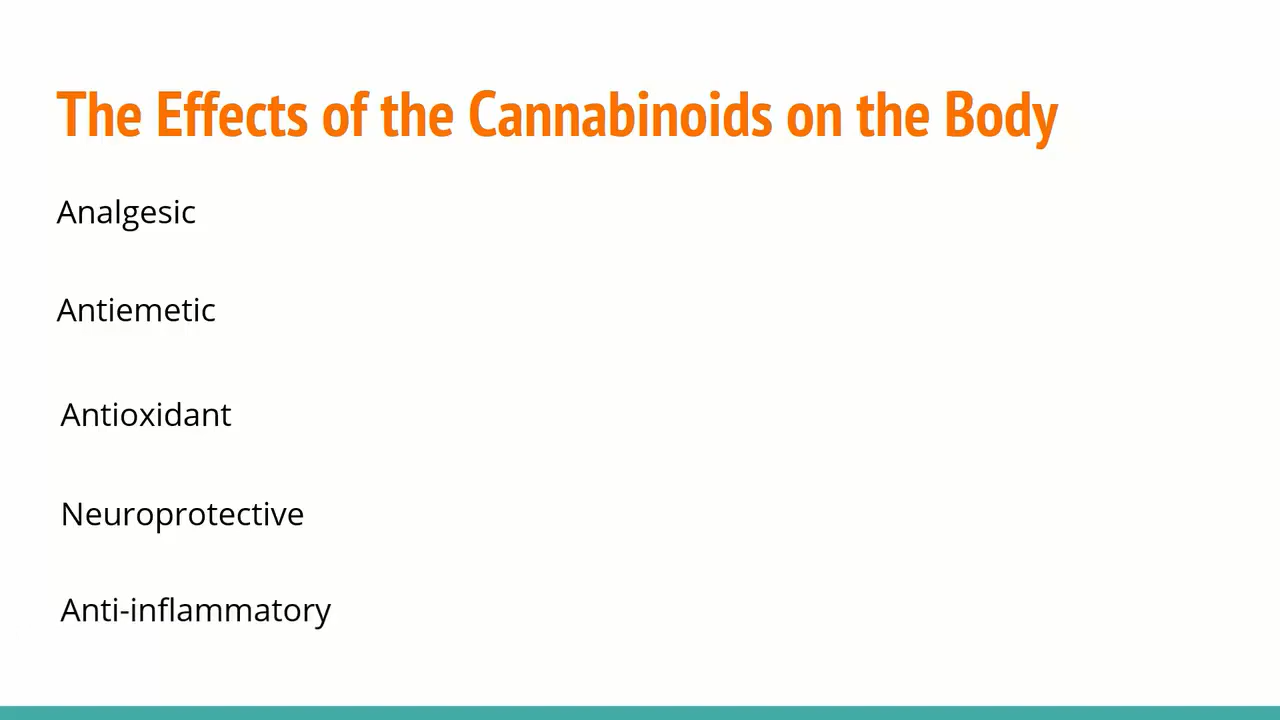 The Effects of the Cannabinoids on the Body
Analgesic
Antiemetic
Antioxidant
Neuroprotective
Anti-inflammatory